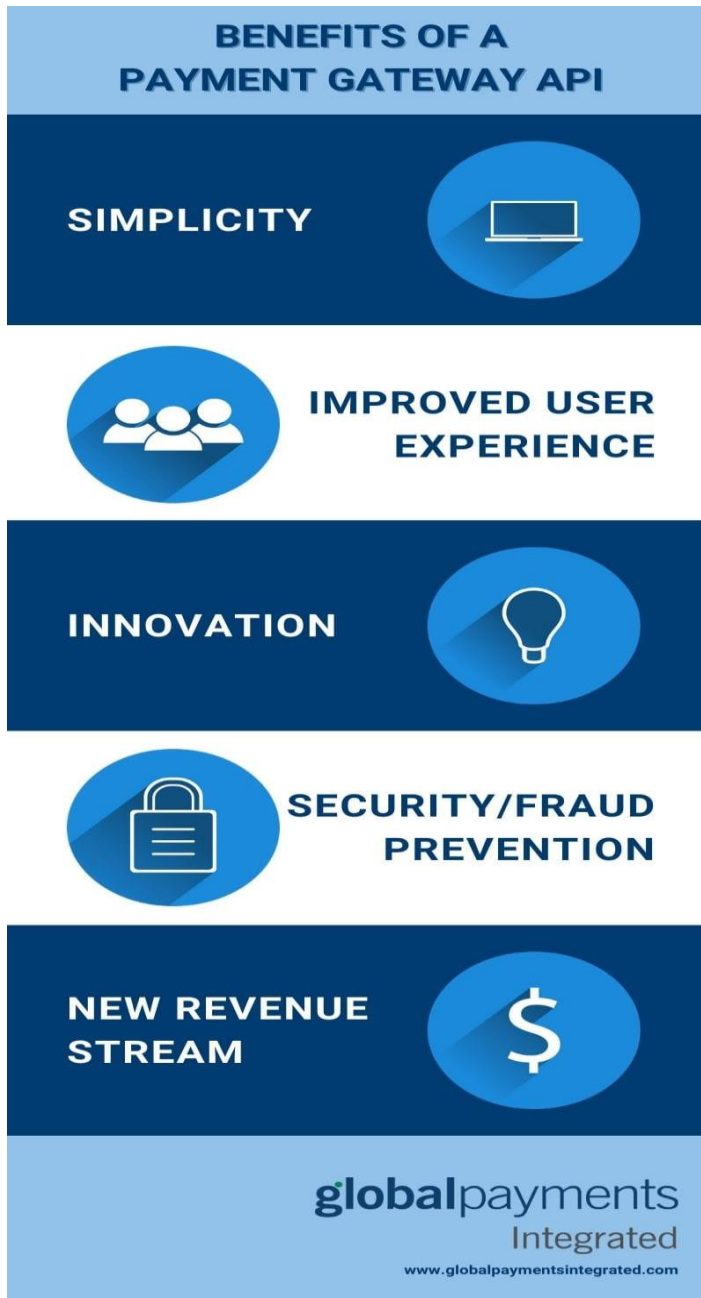 BENEFITS OF A
PAYMENT GATEWAY API
SIMPLICITY
IMPROVED USER
EXPERIENCE
INNOVATION
SECURITY/FRAUD
PREVENTION
NEW REVENUE
STREAM
$
globalpayments
Integrated
www.globalpaymentsintegrated.com